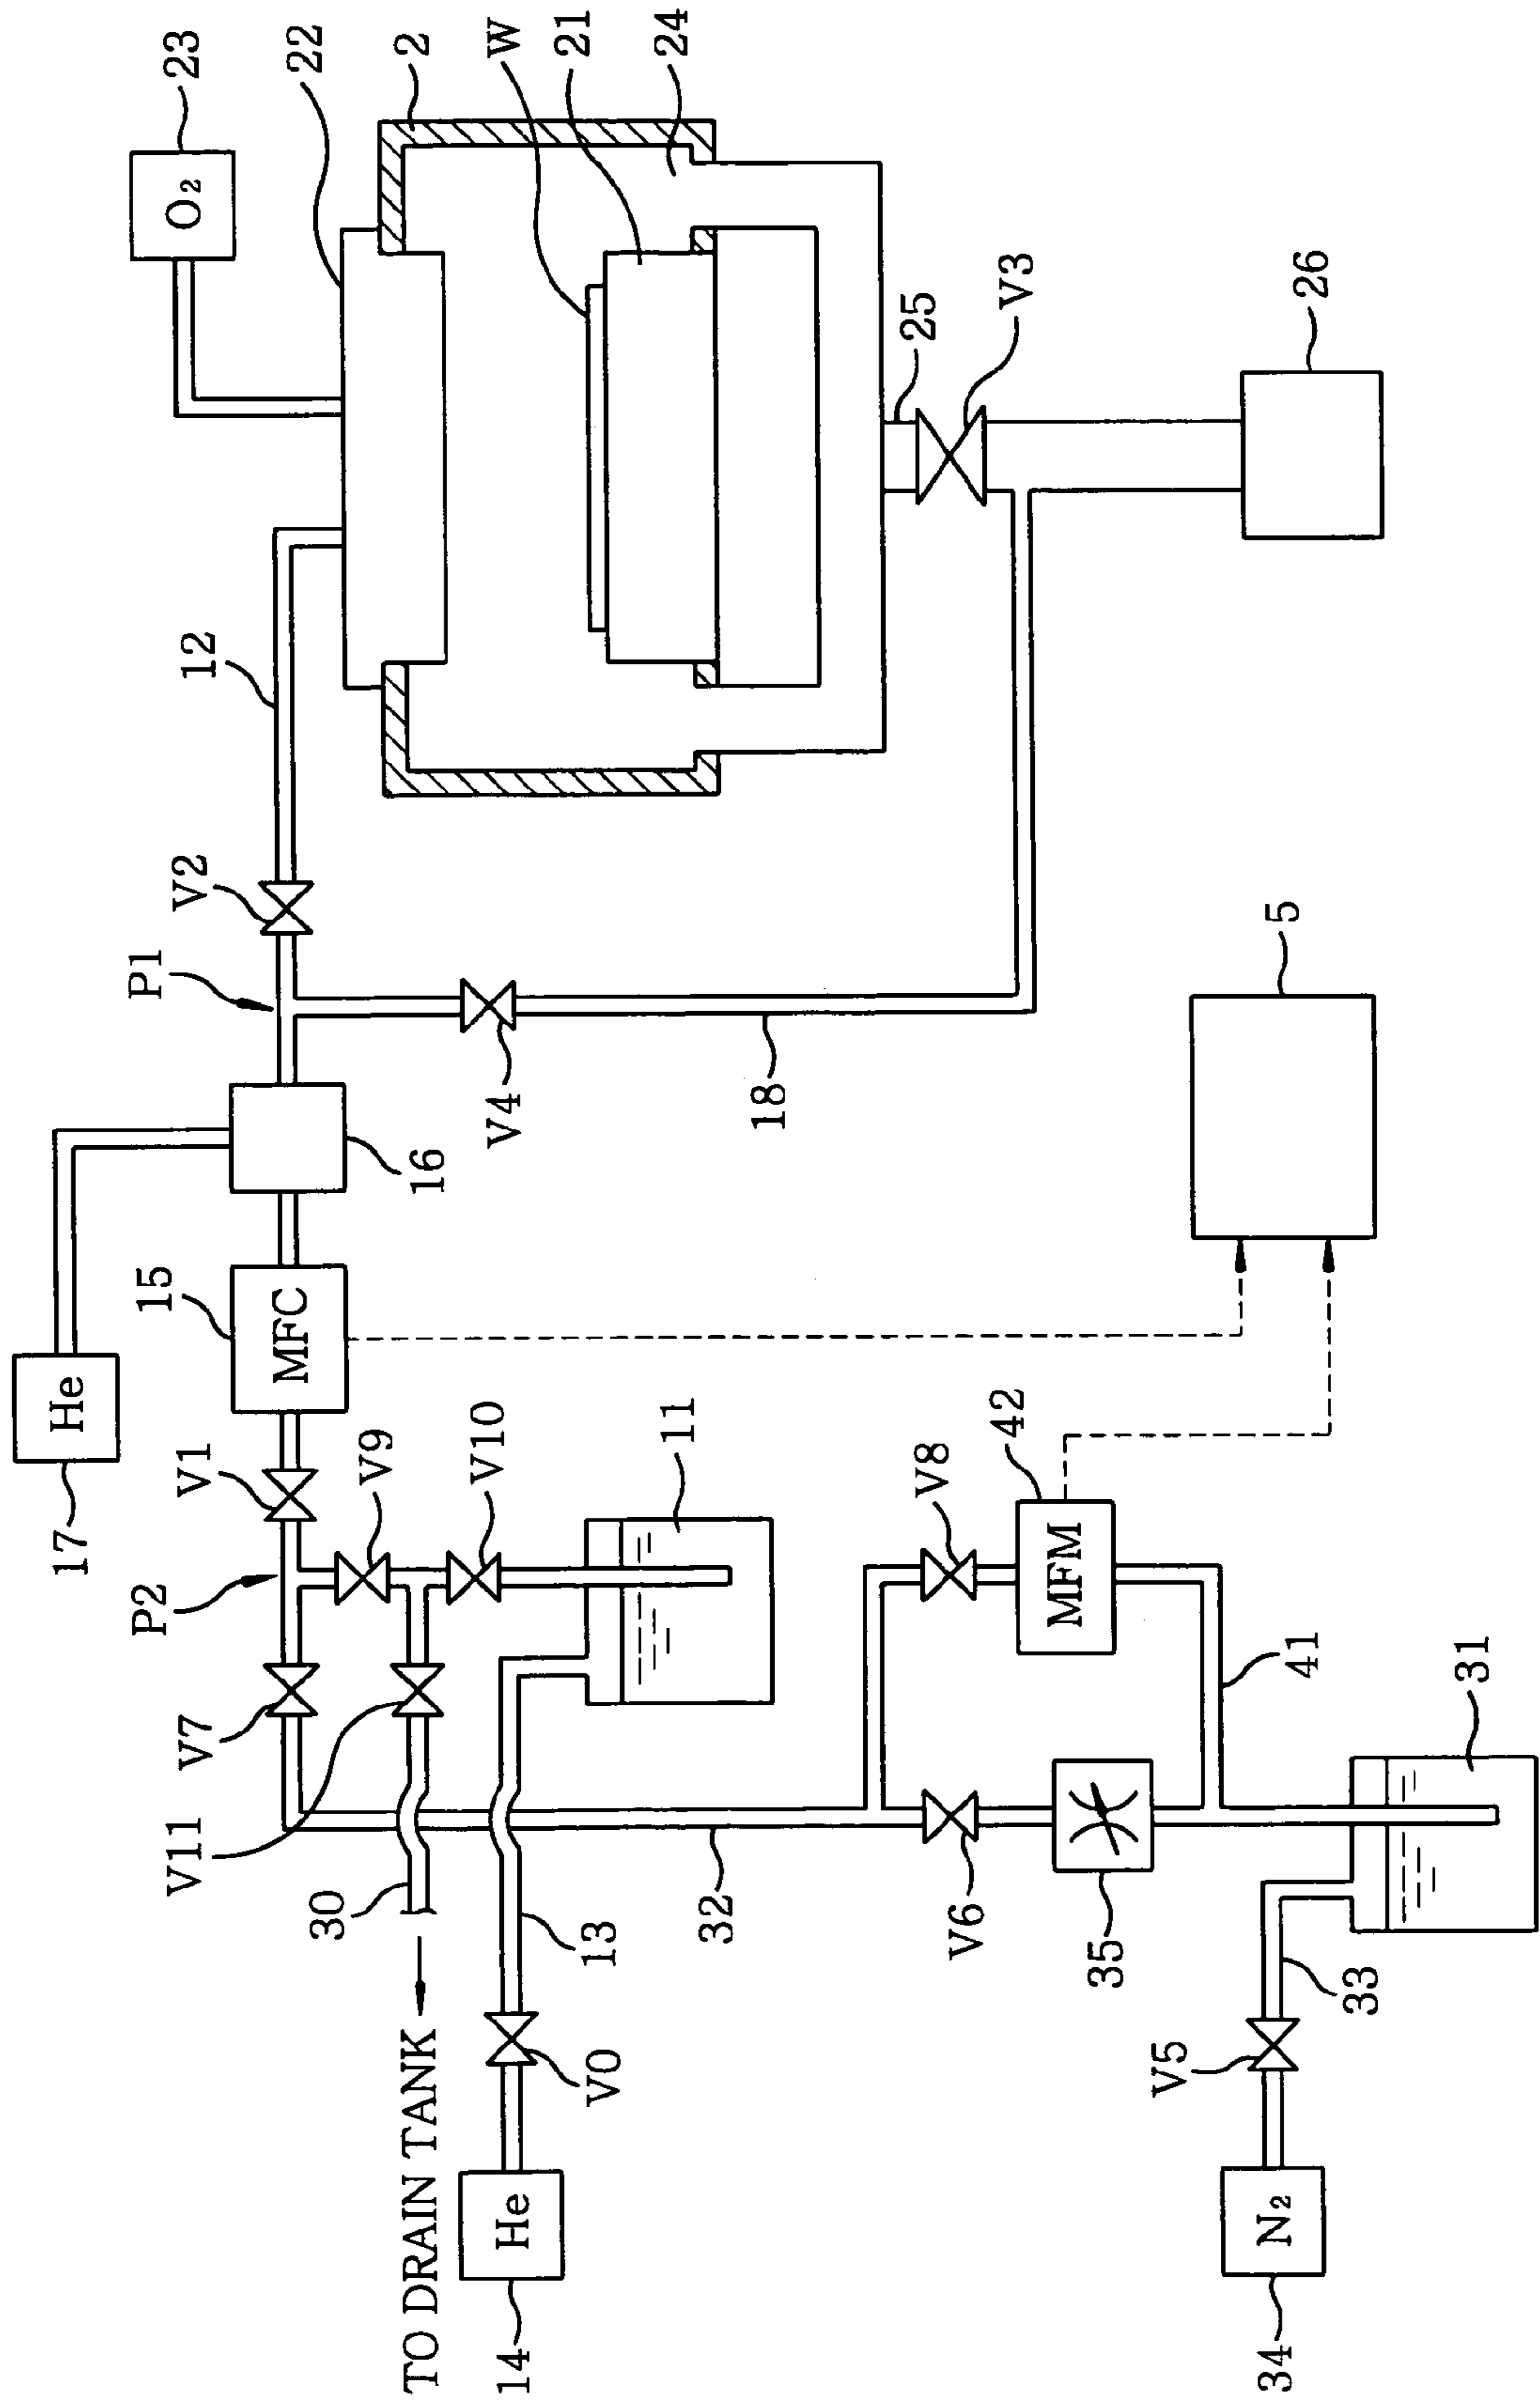 17
He
15
MFC
16
P1
V2
12
22
23
O₂
2
W
21
24
V1
P2
V7
V9
V10
11
V4
18
25
V3
26
V11
30
TO DRAIN TANK
14
He
V0
13
32
V8
42
MFM
5
V6
35
41
31
33
V5
34
N₂